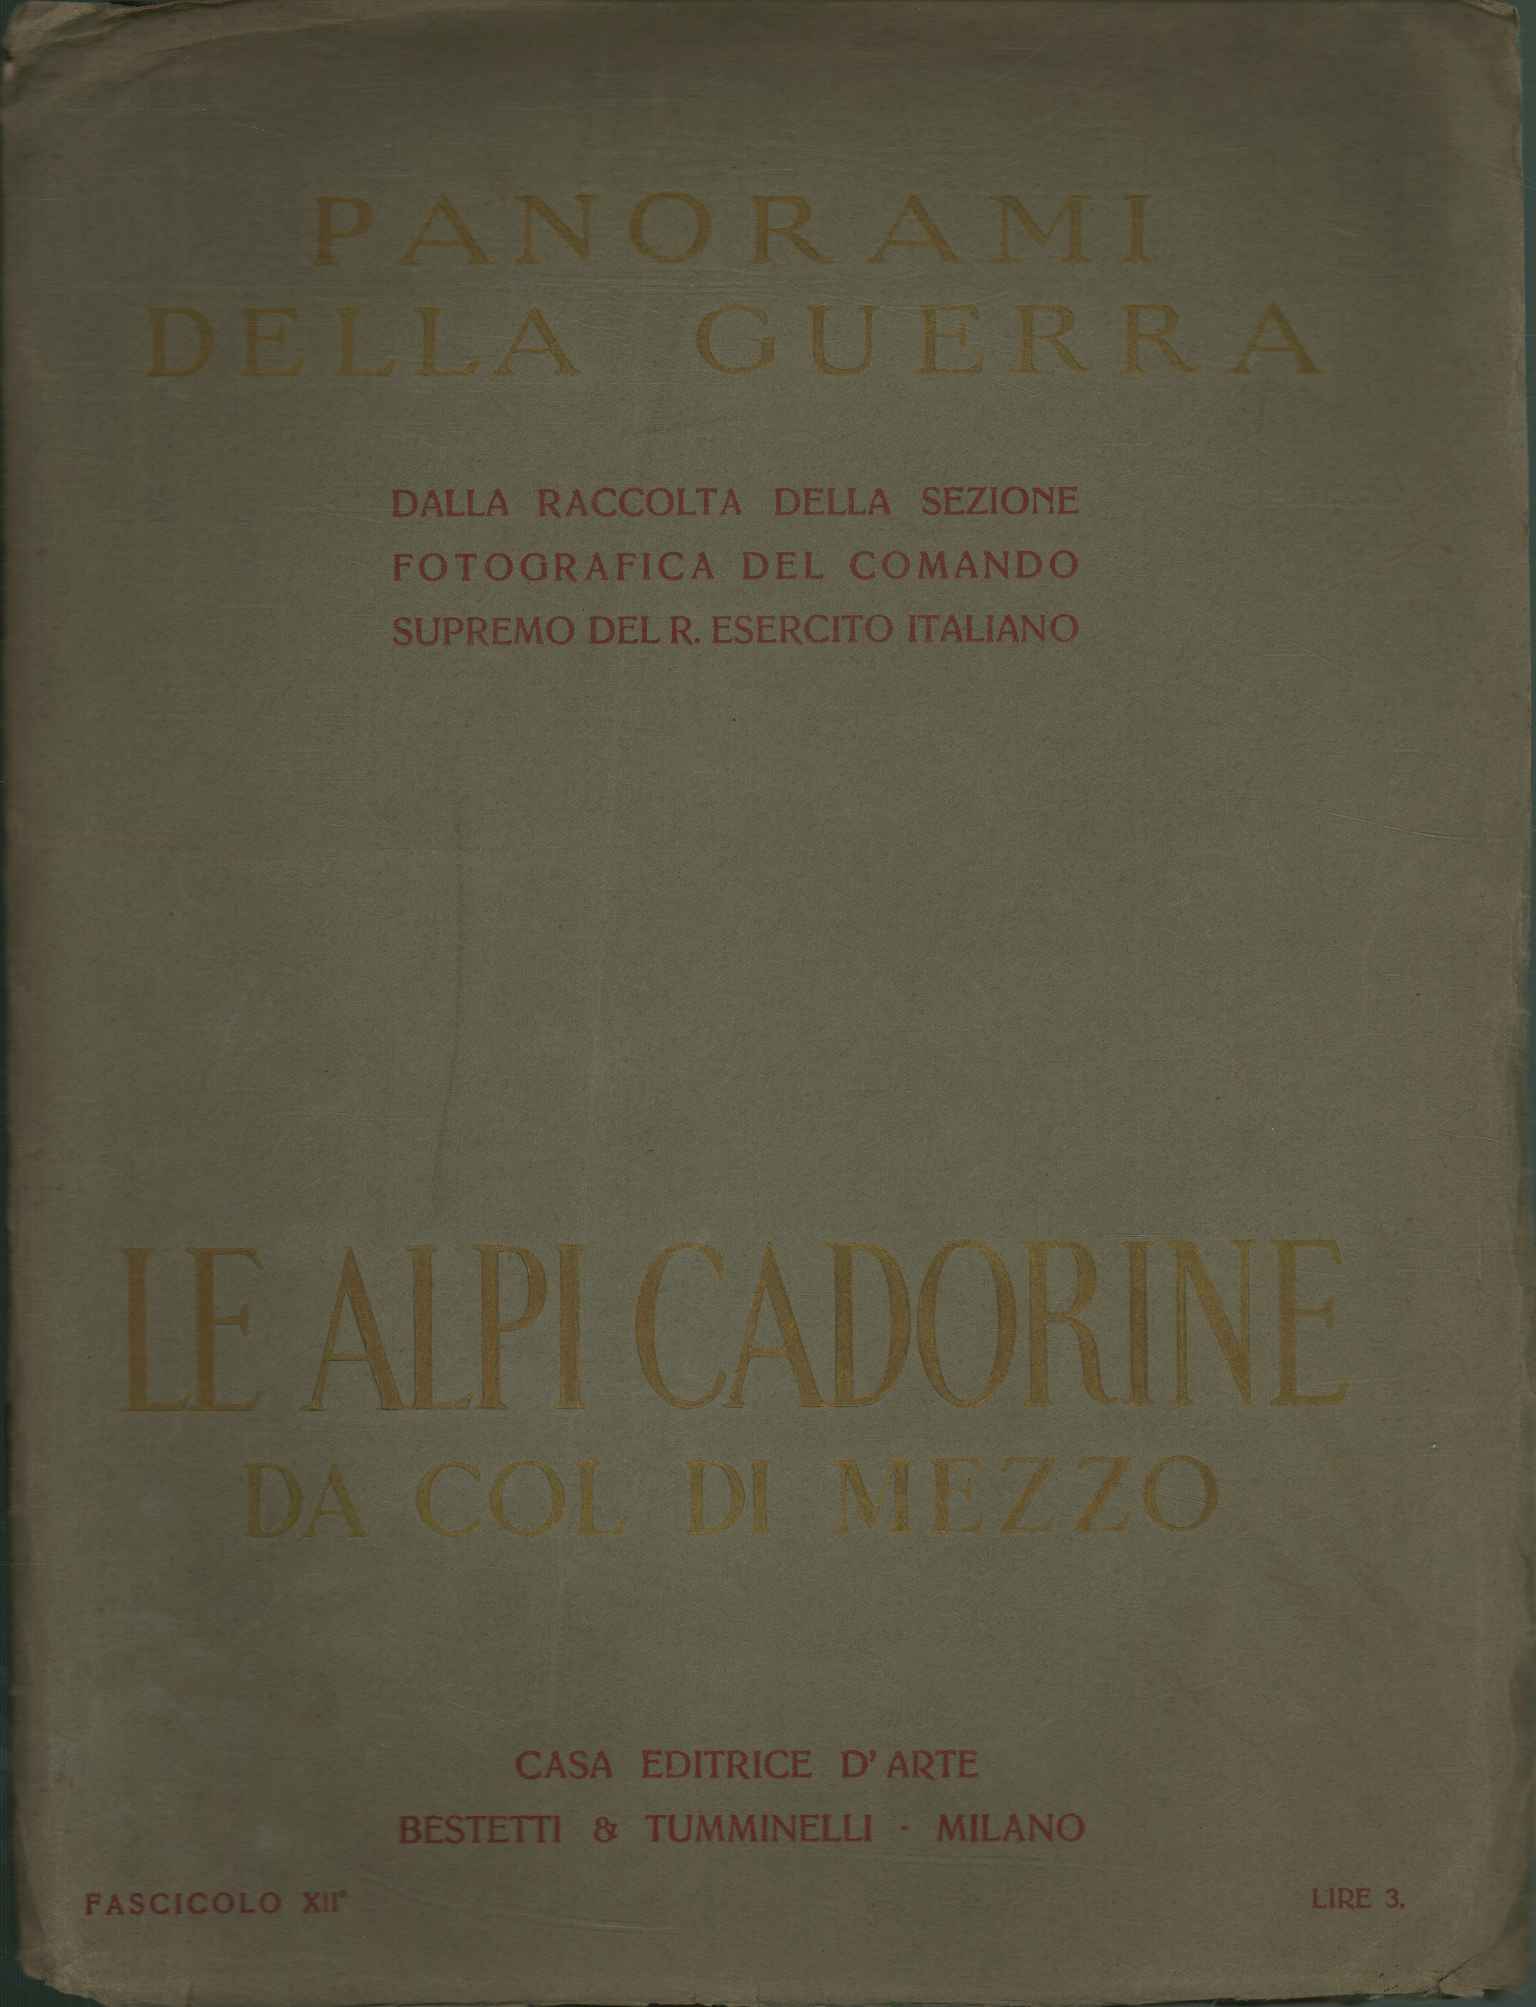 PANORAMI
DELLA GUERRA
DALLA RACCOLTA DELLA SEZIONE
FOTOGRAFICA DEL COMANDO
SUPREMO DEL R. ESERCITO ITALIANO
LE ALPI CADORINE
DA COL DI MEZZO
CASA EDITRICE D'ARTE
BESTETTI & TUMMINELLI · MILANO
FASCICOLO XII°
LIRE 3.